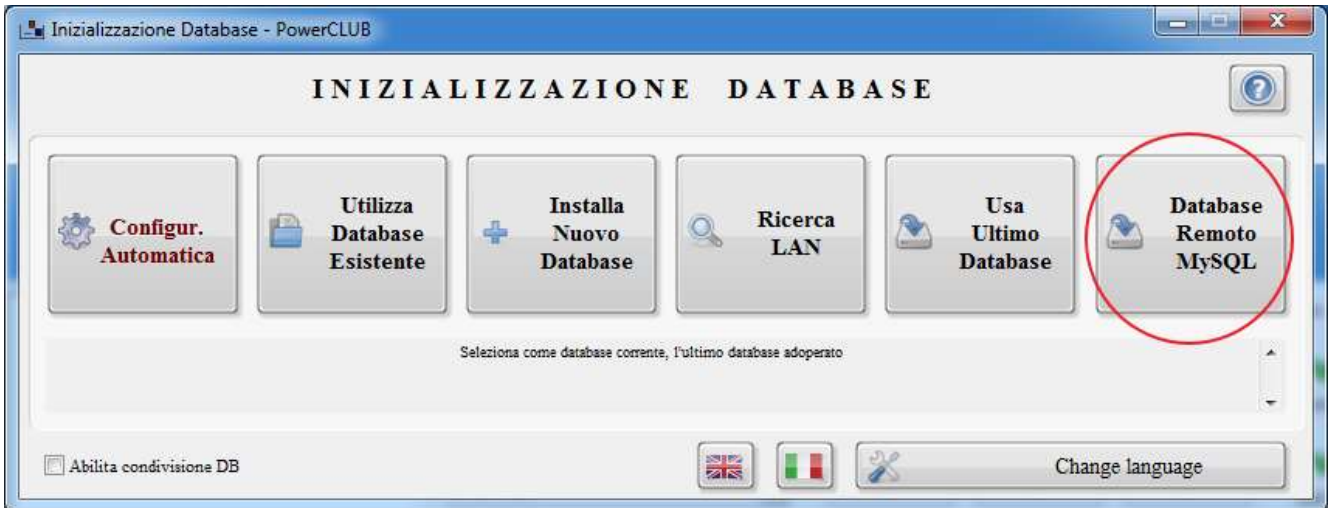 Inizializzazione Database - PowerCLUB
INIZIALIZZAZIONE DATABASE
Configur.
Automatica
Utilizza
Database
Esistente
Installa
Nuovo
Database
Ricerca
LAN
Usa
Ultimo
Database
Database
Remoto
MySQL
Seleziona come database corrente, l'ultimo database adoperato
Abilita condivisione DB
Change language